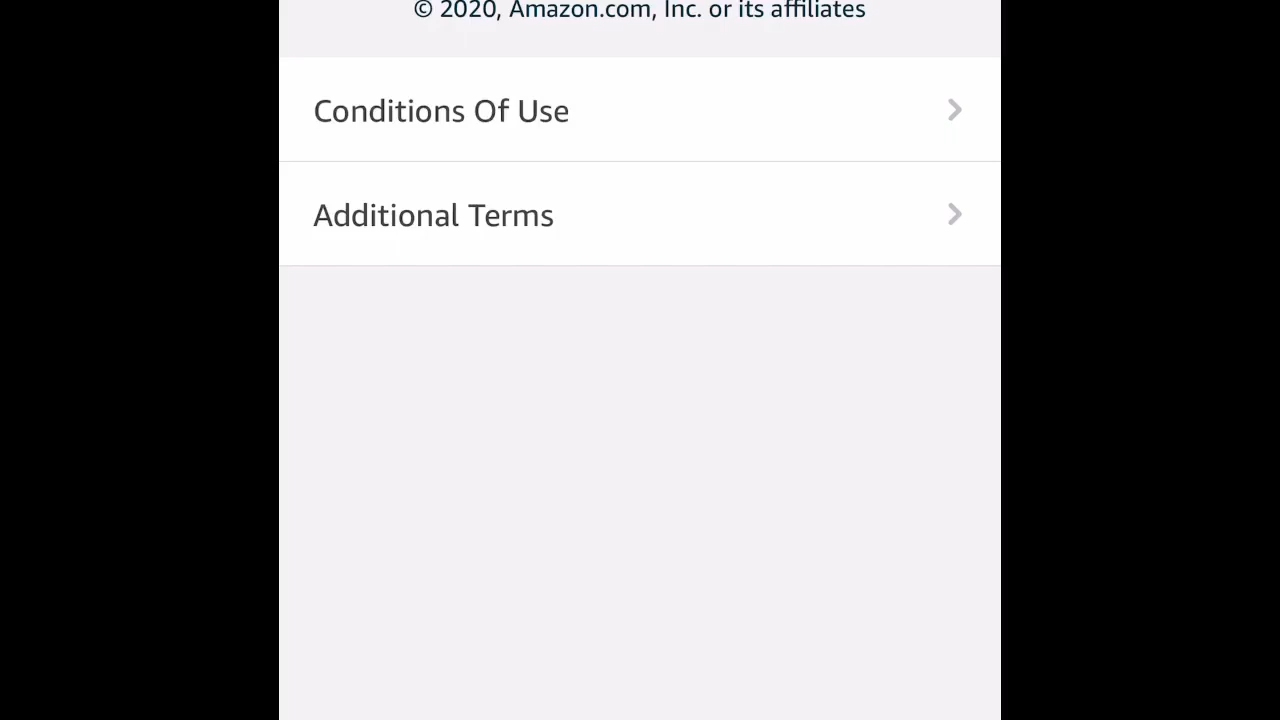 © 2020, Amazon.com, Inc. or its affiliates
Conditions Of Use
Additional Terms